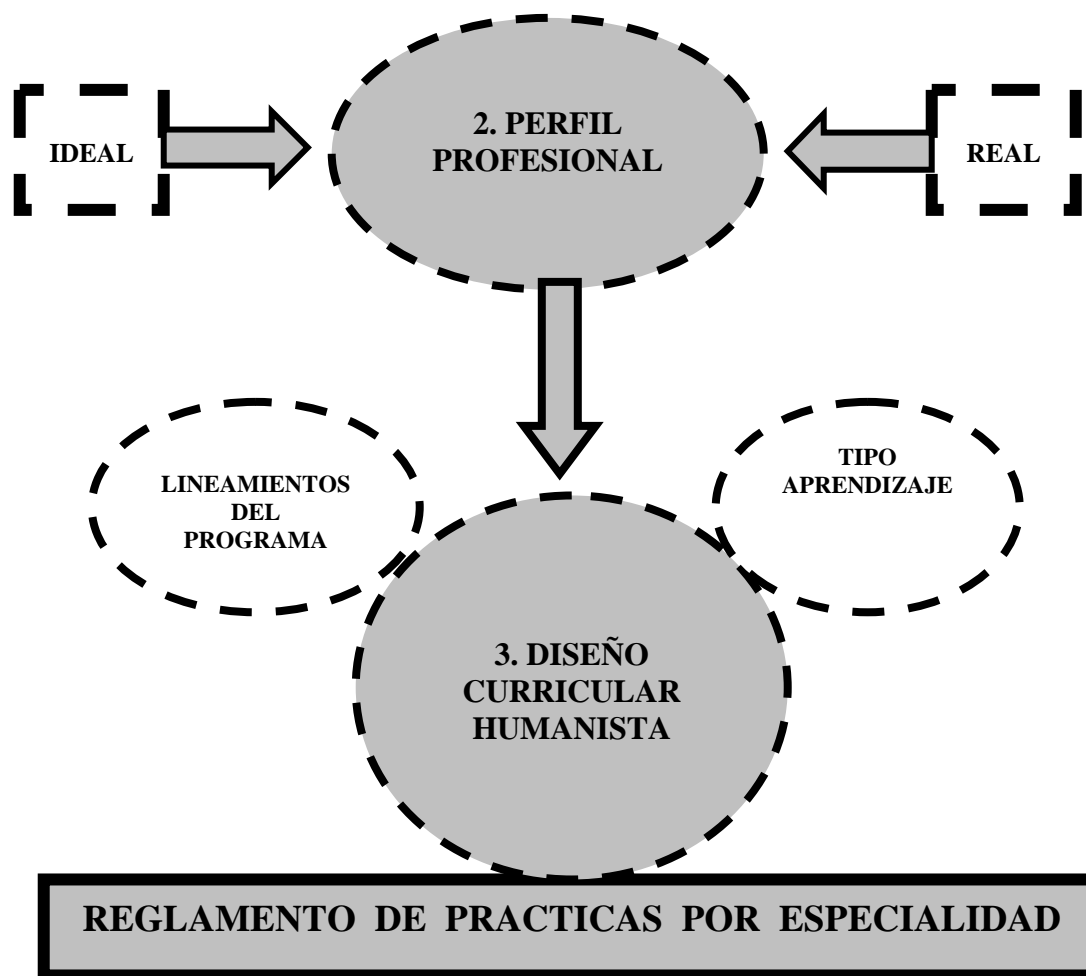 2. PERFIL
PROFESIONAL
IDEAL
REAL
LINEAMIENTOS
DEL
PROGRAMA
TIPO
APRENDIZAJE
3. DISEÑO
CURRICULAR
HUMANISTA
REGLAMENTO DE PRACTICAS POR ESPECIALIDAD